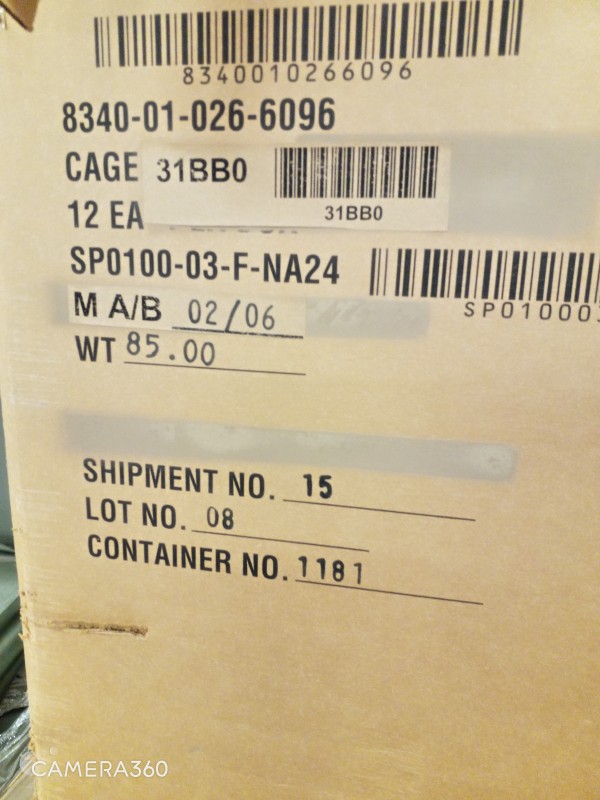 8340010266096
8340-01-026-6096
CAGE 31BB0
31BB0
12 EA
SP0100-03-F-NA24
SP01000
M A/B 02/06
WT 85.00
SHIPMENT NO. 15
LOT NO. 08
CONTAINER NO. 1181
CAMERA360